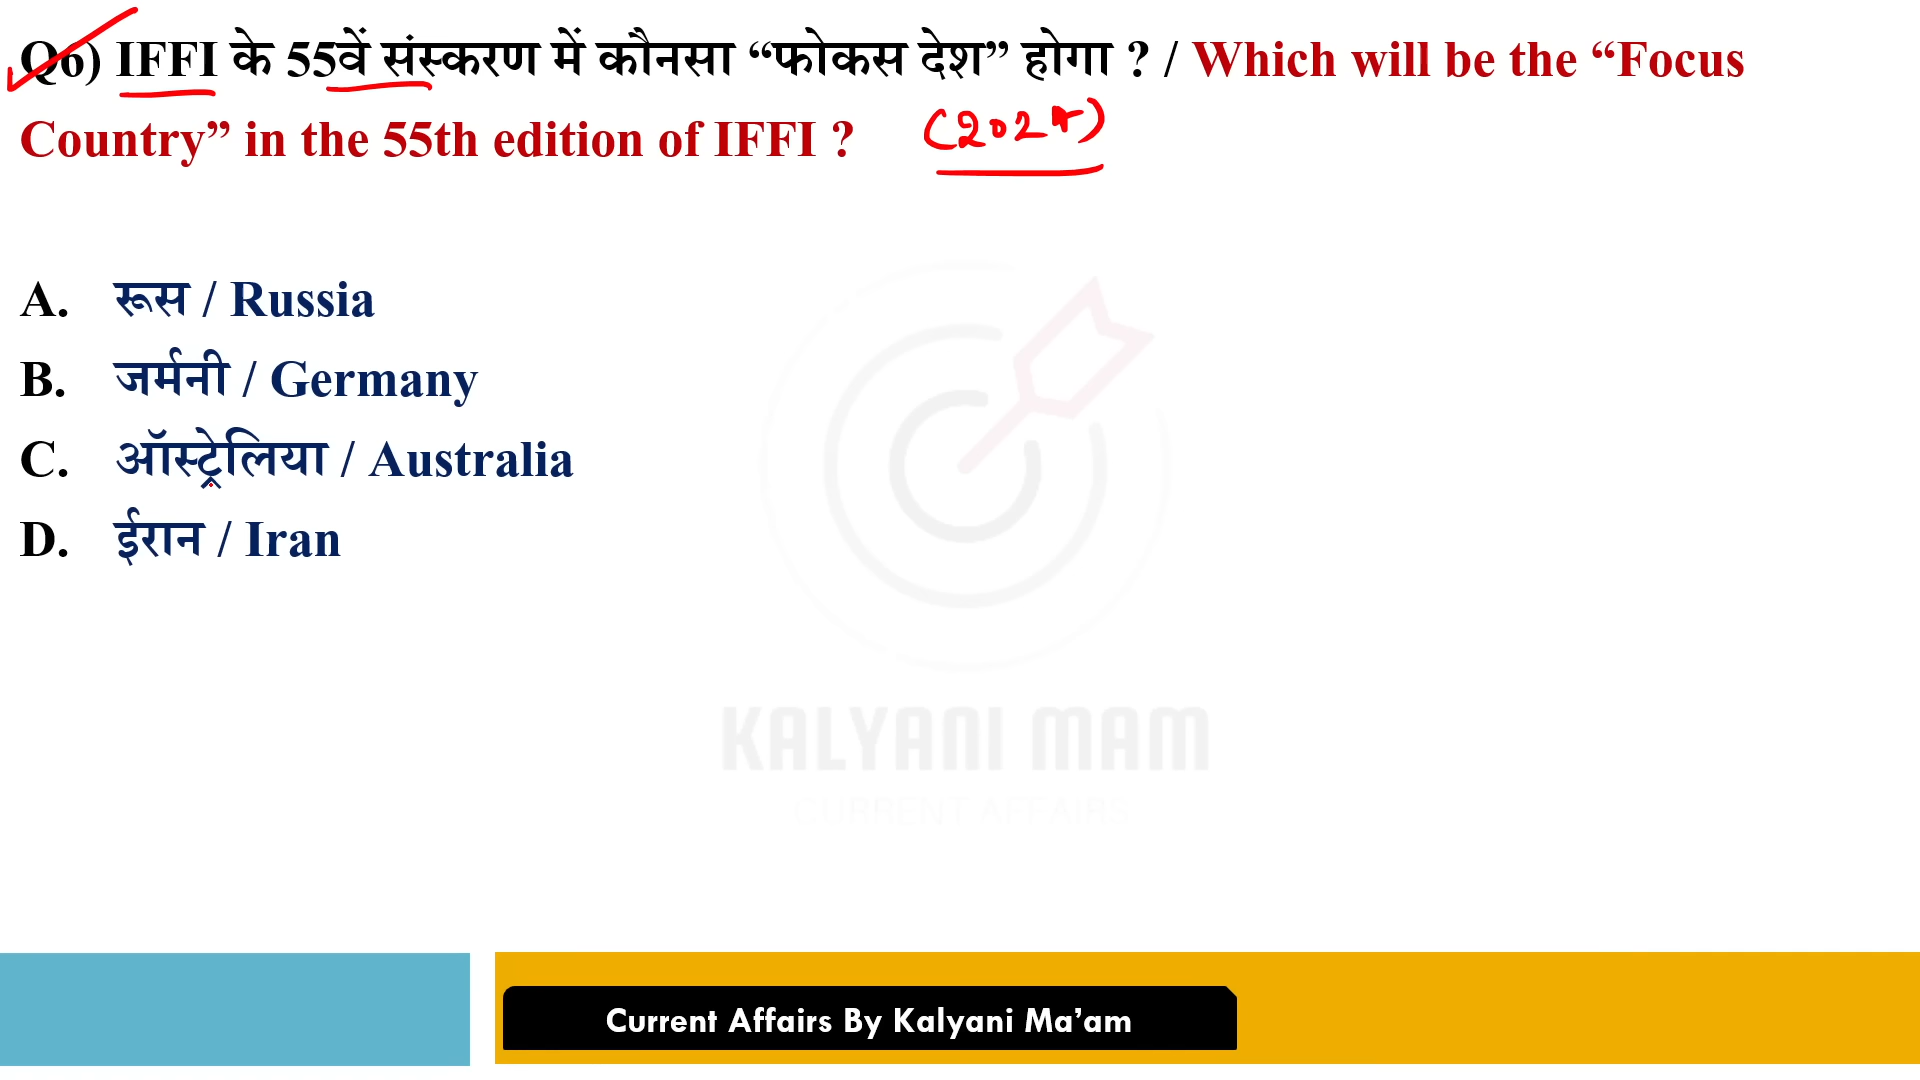 Q6) IFFI के 55वें संस्करण में कौनसा “फोकस देश” होगा ? / Which will be the “Focus
Country” in the 55th edition of IFFI ? (2024)
A. रूस / Russia
B. जर्मनी / Germany
C. ऑस्ट्रेलिया / Australia
D. ईरान / Iran
KALYANI MAM
CURRENT AFFAIRS
Current Affairs By Kalyani Ma’am